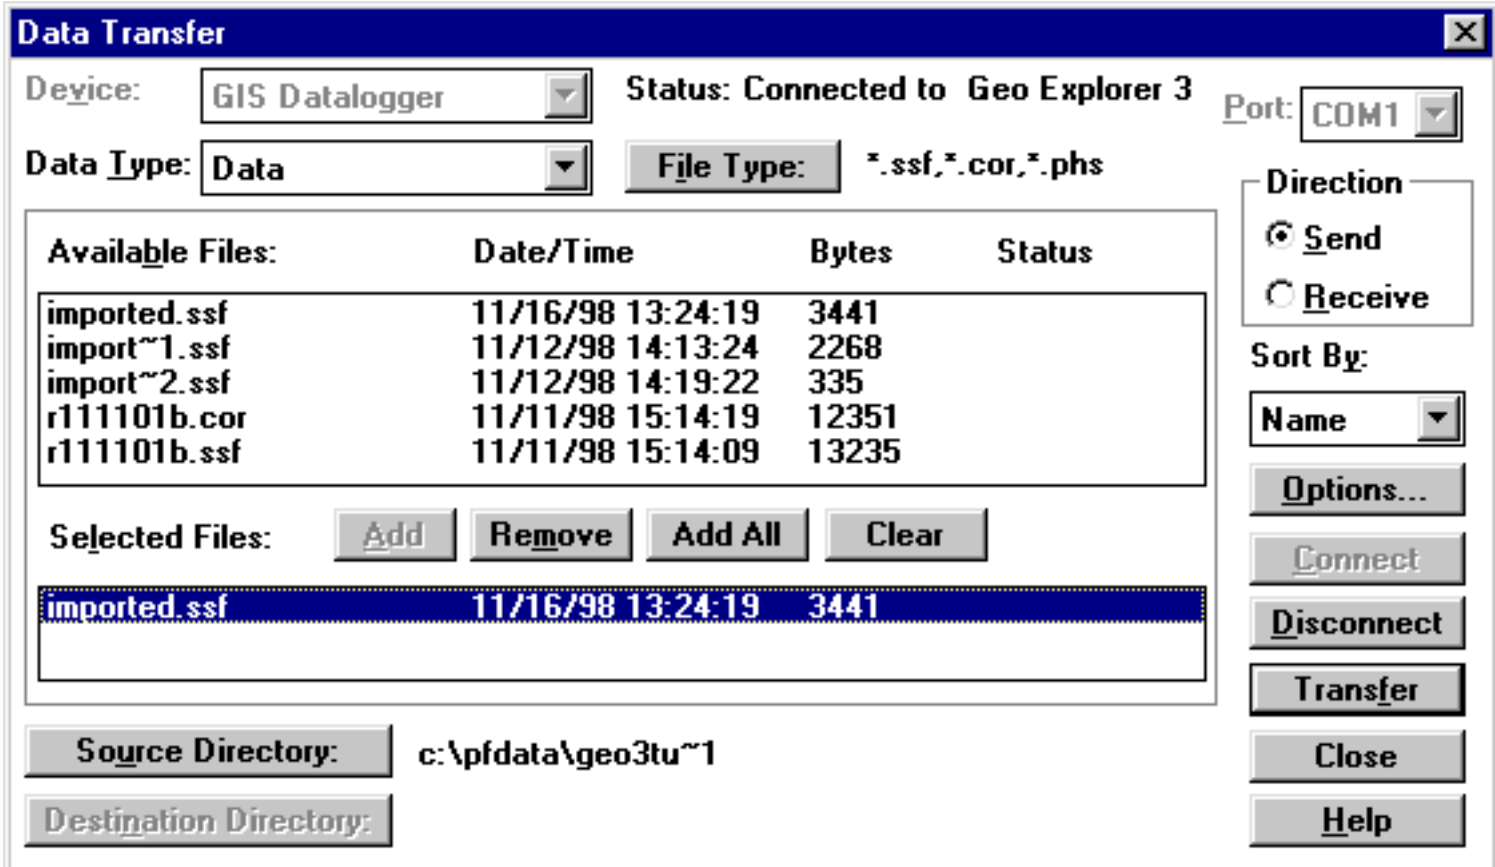 Data Transfer
Device: GIS Datalogger Status: Connected to Geo Explorer 3 Port: COM1
Data Type: Data File Type: *.ssf,*.cor,*.phs
Direction
Send
Receive
Available Files: Date/Time Bytes Status
imported.ssf 11/16/98 13:24:19 3441
import~1.ssf 11/12/98 14:13:24 2268
import~2.ssf 11/12/98 14:19:22 335
r111101b.cor 11/11/98 15:14:19 12351
r111101b.ssf 11/11/98 15:14:09 13235
Sort By:
Name
Options...
Selected Files: Add Remove Add All Clear
imported.ssf 11/16/98 13:24:19 3441
Connect
Disconnect
Transfer
Source Directory: c:\pfdata\geo3tu~1
Close
Destination Directory:
Help